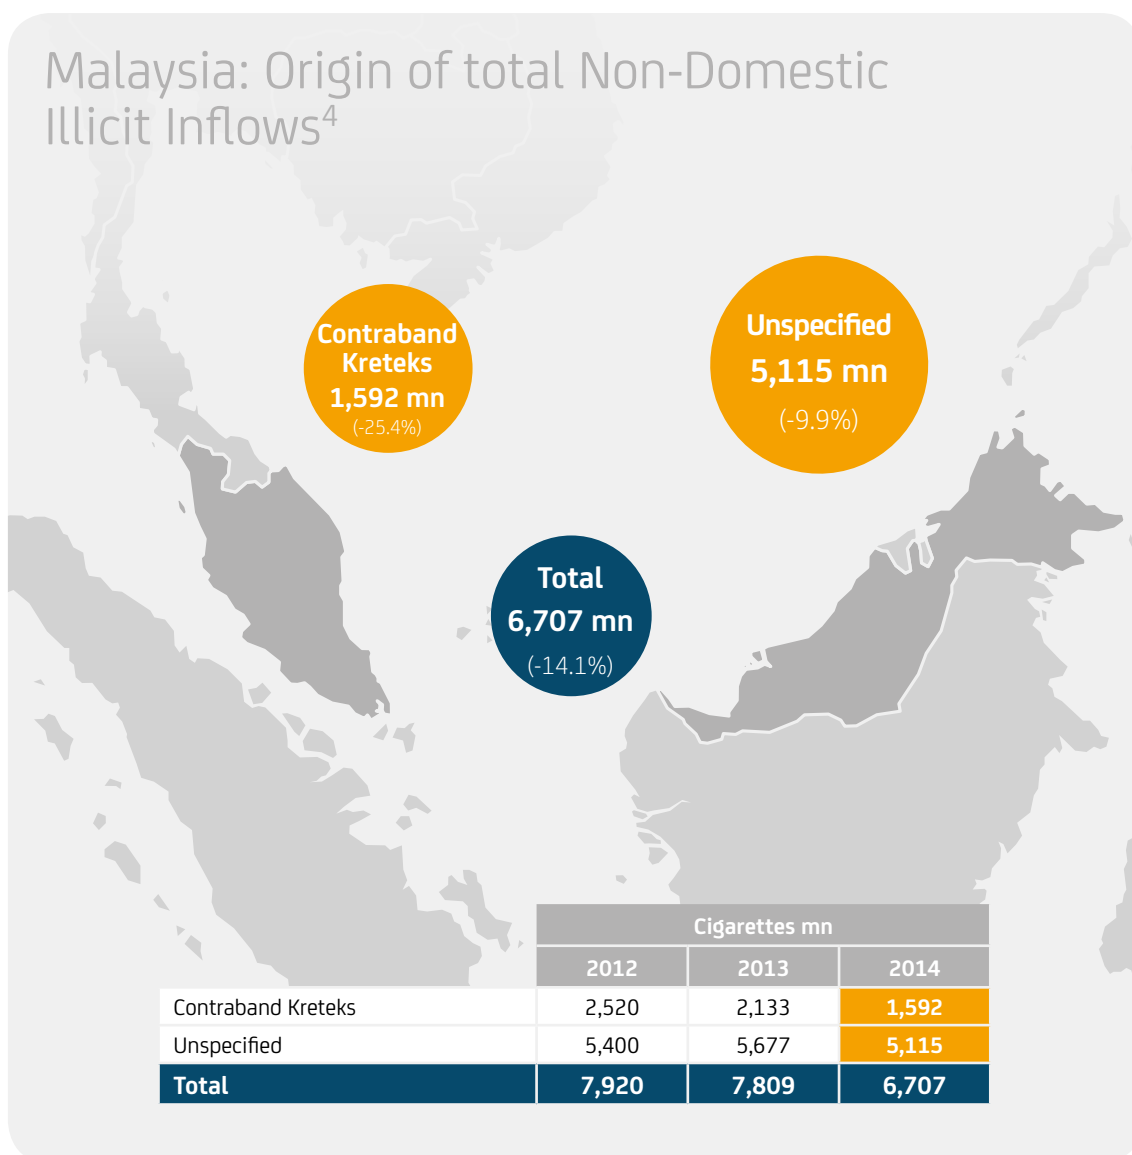 Malaysia: Origin of total Non-Domestic
Illicit Inflows4
Contraband
Kreteks
1,592 mn
(-25.4%)
Unspecified
5,115 mn
(-9.9%)
Total
6,707 mn
(-14.1%)
Cigarettes mn
2012 2013 2014
Contraband Kreteks 2,520 2,133 1,592
Unspecified 5,400 5,677 5,115
Total 7,920 7,809 6,707